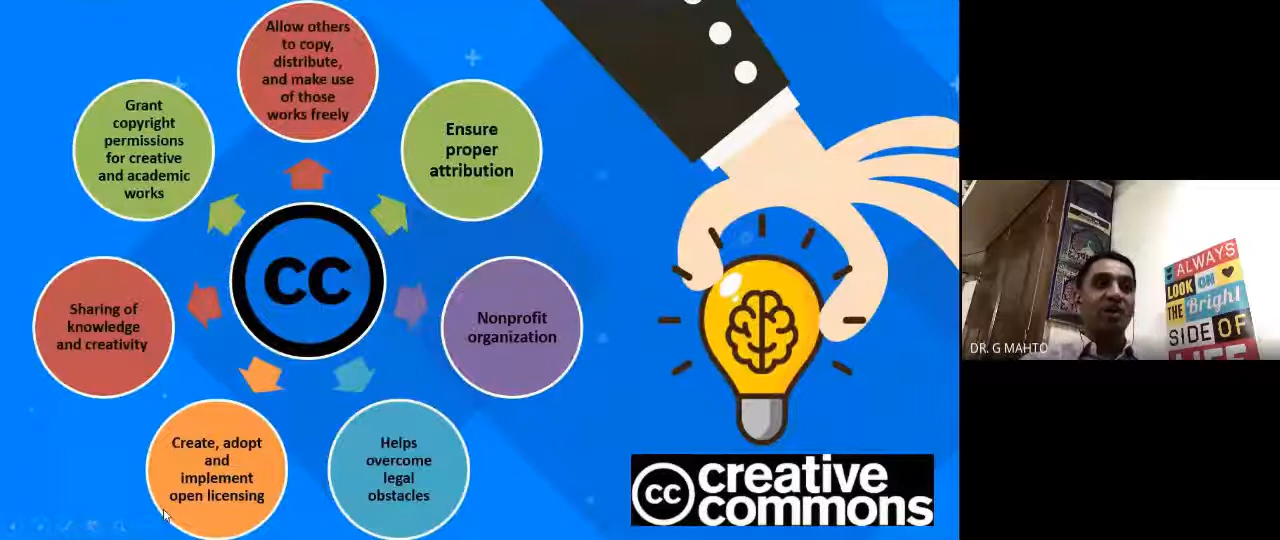 Allow others
to copy,
distribute,
and make use
of those
works freely
Grant
copyright
permissions
for creative
and academic
works
Ensure
proper
attribution
cc
Sharing of
knowledge
and creativity
Nonprofit
organization
Create, adopt
and
implement
open licensing
Helps
overcome
legal
obstacles
cc
creative
commons
ALWAYS
LOOK ON
THE Bright
SIDE OF
LIFE
DR. G MAHTO